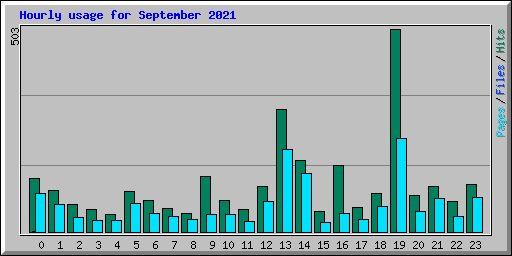 Hourly usage for September 2021
503
Pages/Files/Hits
0 1 2 3 4 5 6 7 8 9 10 11 12 13 14 15 16 17 18 19 20 21 22 23